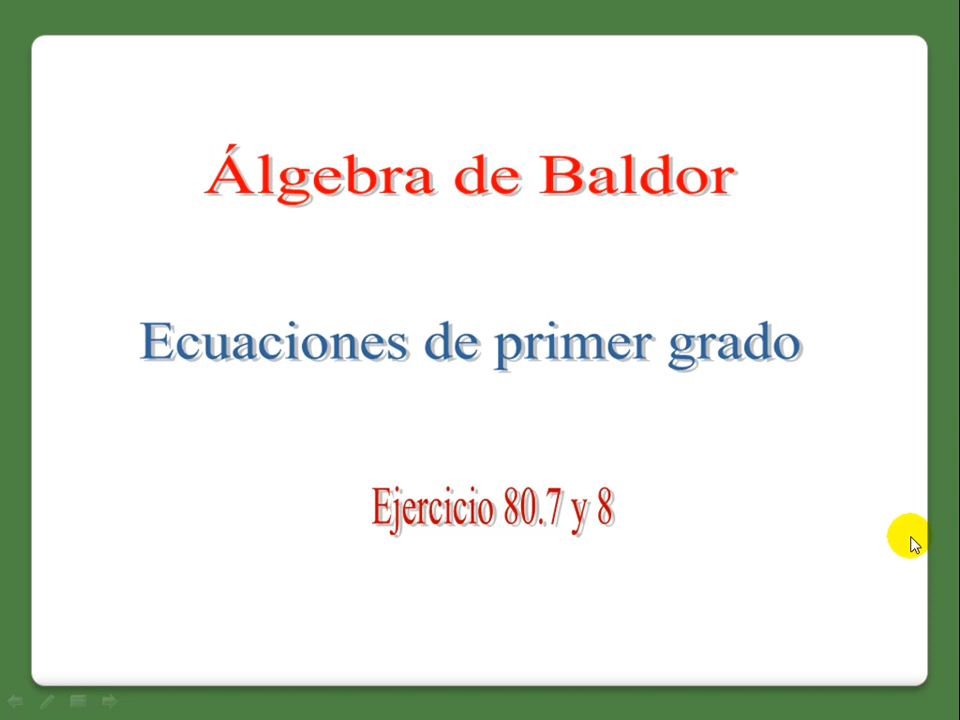 Álgebra de Baldor
Ecuaciones de primer grado
Ejercicio 80.7 y 8